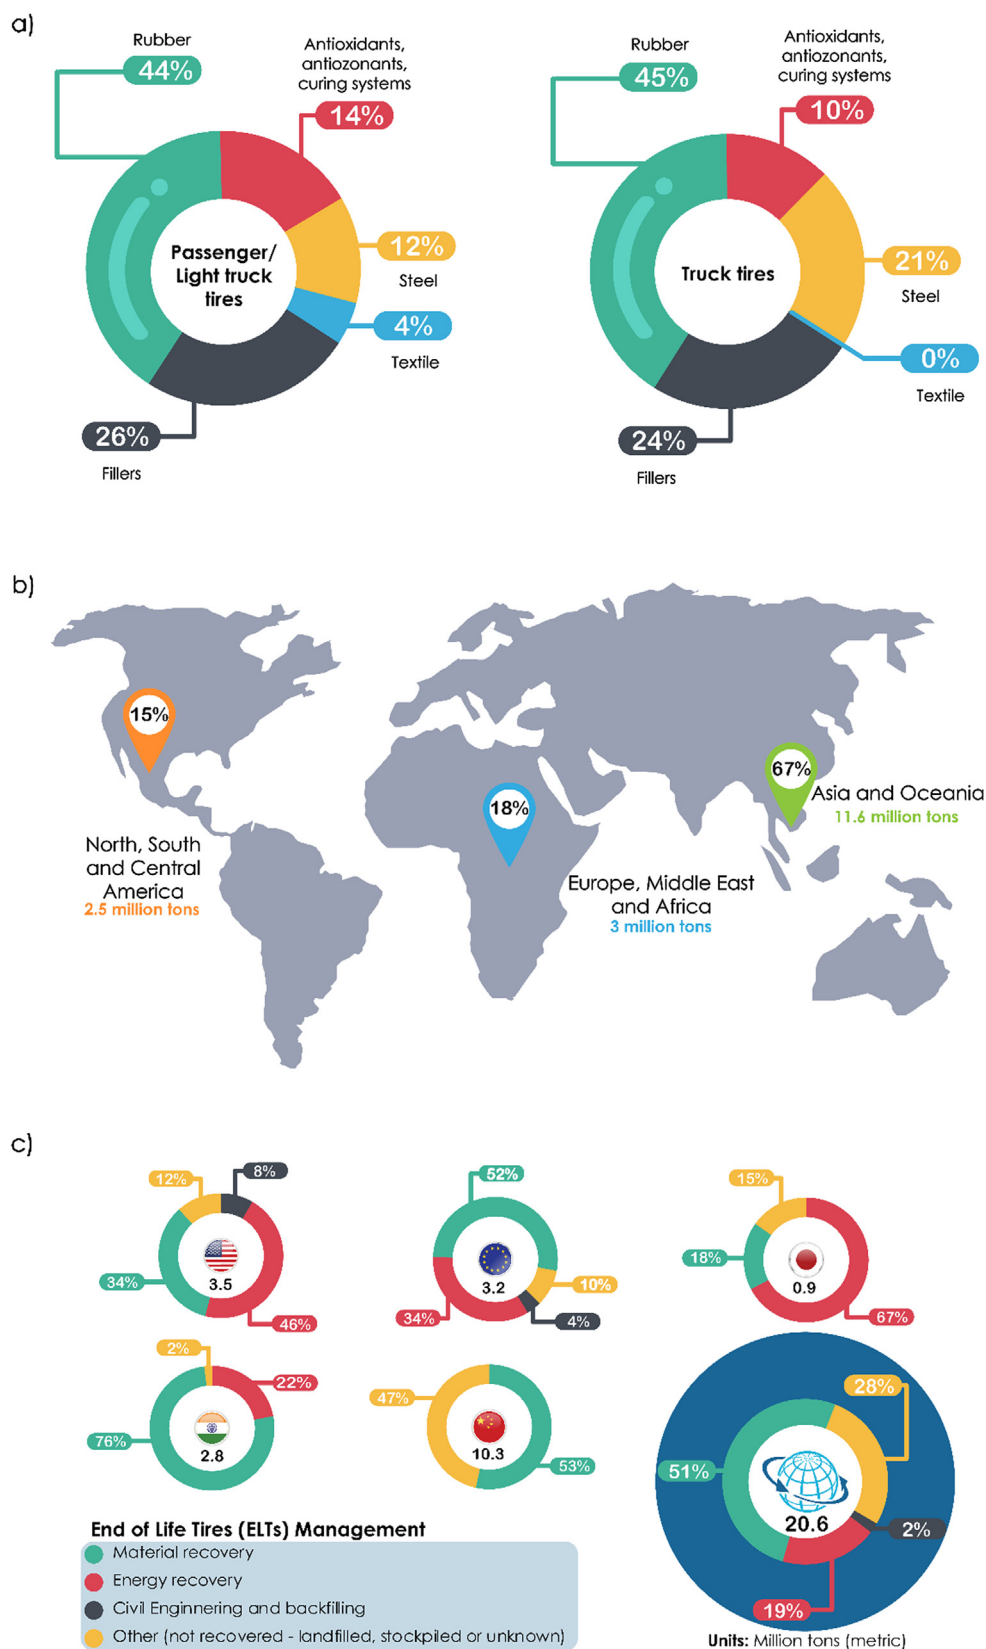 a)
Rubber
44%
Antioxidants,
antiozonants,
curing systems
14%
Passenger/
Light truck
tires
12%
Steel
4%
Textile
26%
Fillers
Rubber
45%
Antioxidants,
antiozonants,
curing systems
10%
Truck tires
21%
Steel
0%
Textile
24%
Fillers
b)
15%
North, South
and Central
America
2.5 million tons
18%
Europe, Middle East
and Africa
3 million tons
67%
Asia and Oceania
11.6 million tons
c)
12%
8%
34%
3.5
46%
52%
3.2
10%
34%
4%
15%
18%
0.9
67%
2%
22%
76%
2.8
47%
10.3
53%
28%
51%
20.6
2%
19%
End of Life Tires (ELTs) Management
Material recovery
Energy recovery
Civil Enginnering and backfilling
Other (not recovered - landfilled, stockpiled or unknown)
Units: Million tons (metric)